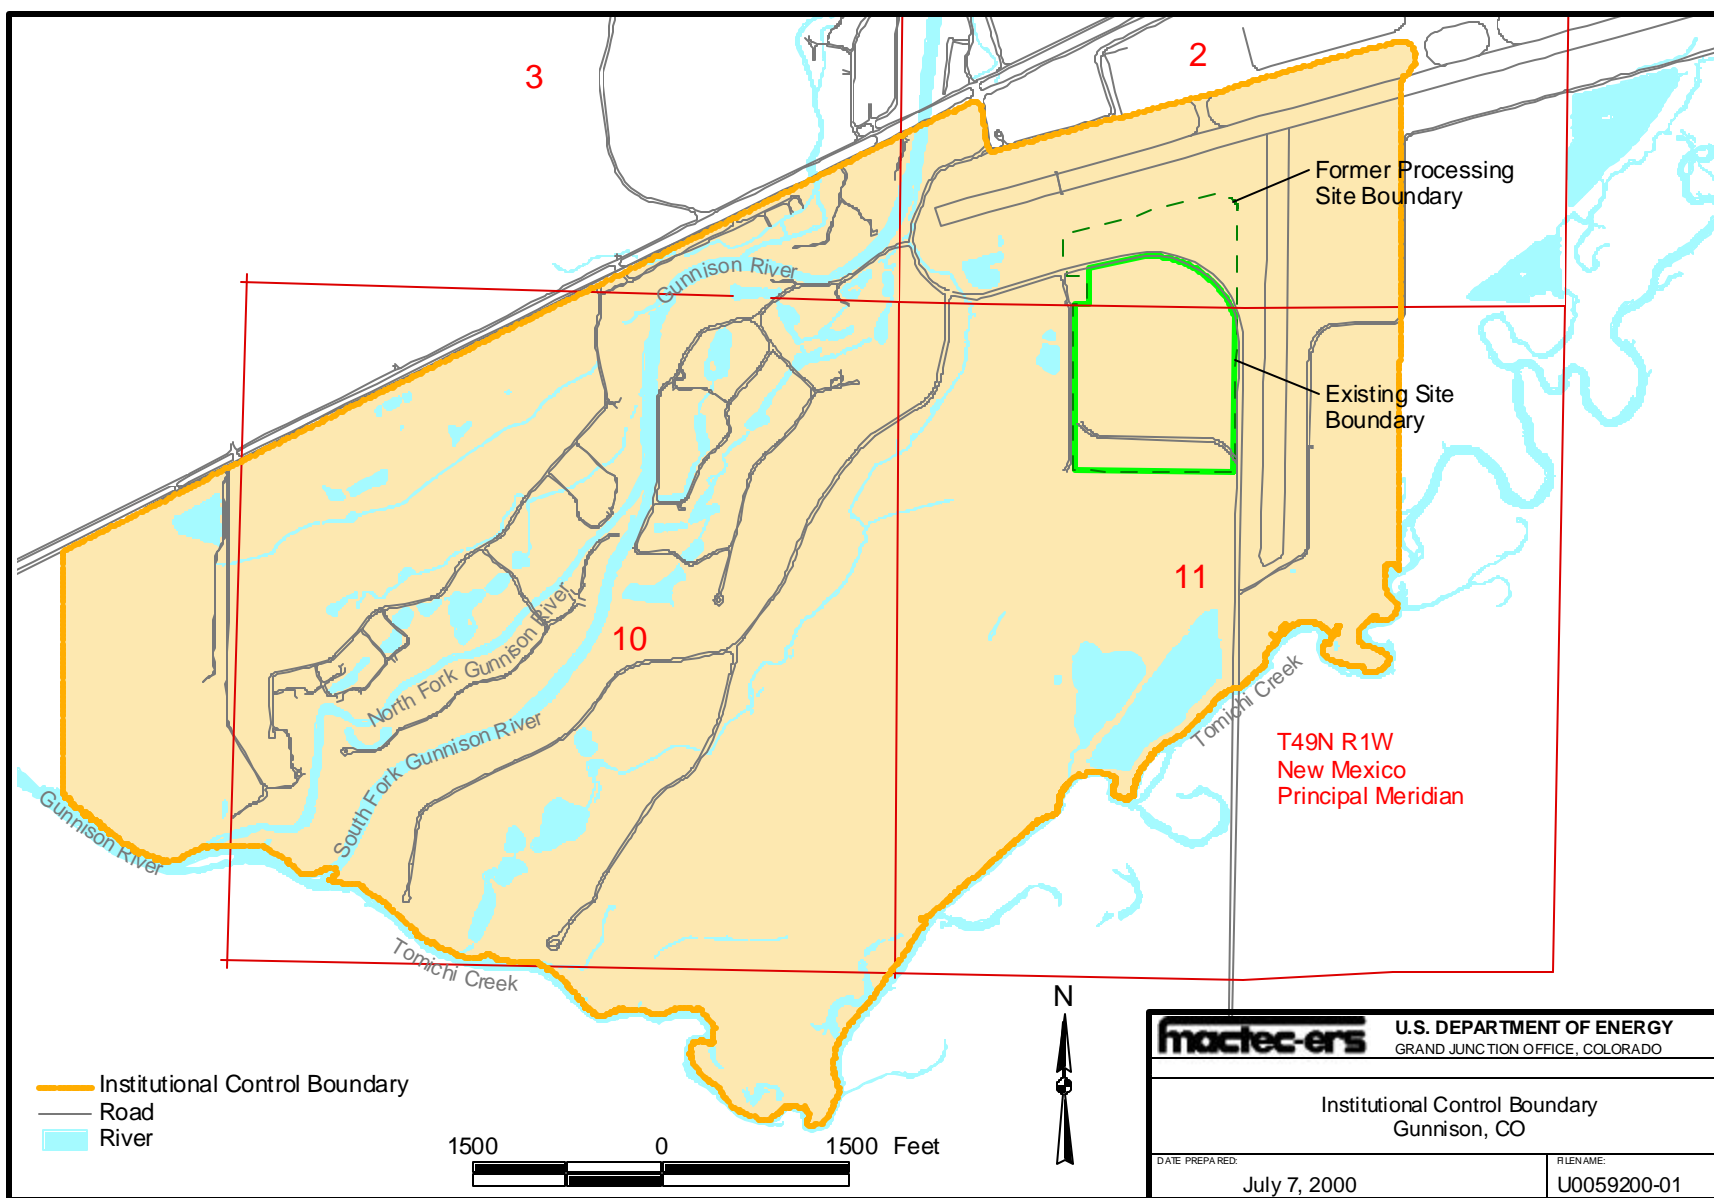 3
2
Former Processing
Site Boundary
Gunnison River
Existing Site
Boundary
11
10
North Fork Gunnison River
South Fork Gunnison River
Tomichi Creek
T49N R1W
New Mexico
Principal Meridian
Gunnison River
Tomichi Creek
N
Institutional Control Boundary
Road
River
1500 0 1500 Feet
mactec-ers
U.S. DEPARTMENT OF ENERGY
GRAND JUNCTION OFFICE, COLORADO
Institutional Control Boundary
Gunnison, CO
DATE PREPARED:
July 7, 2000
FILENAME:
U0059200-01